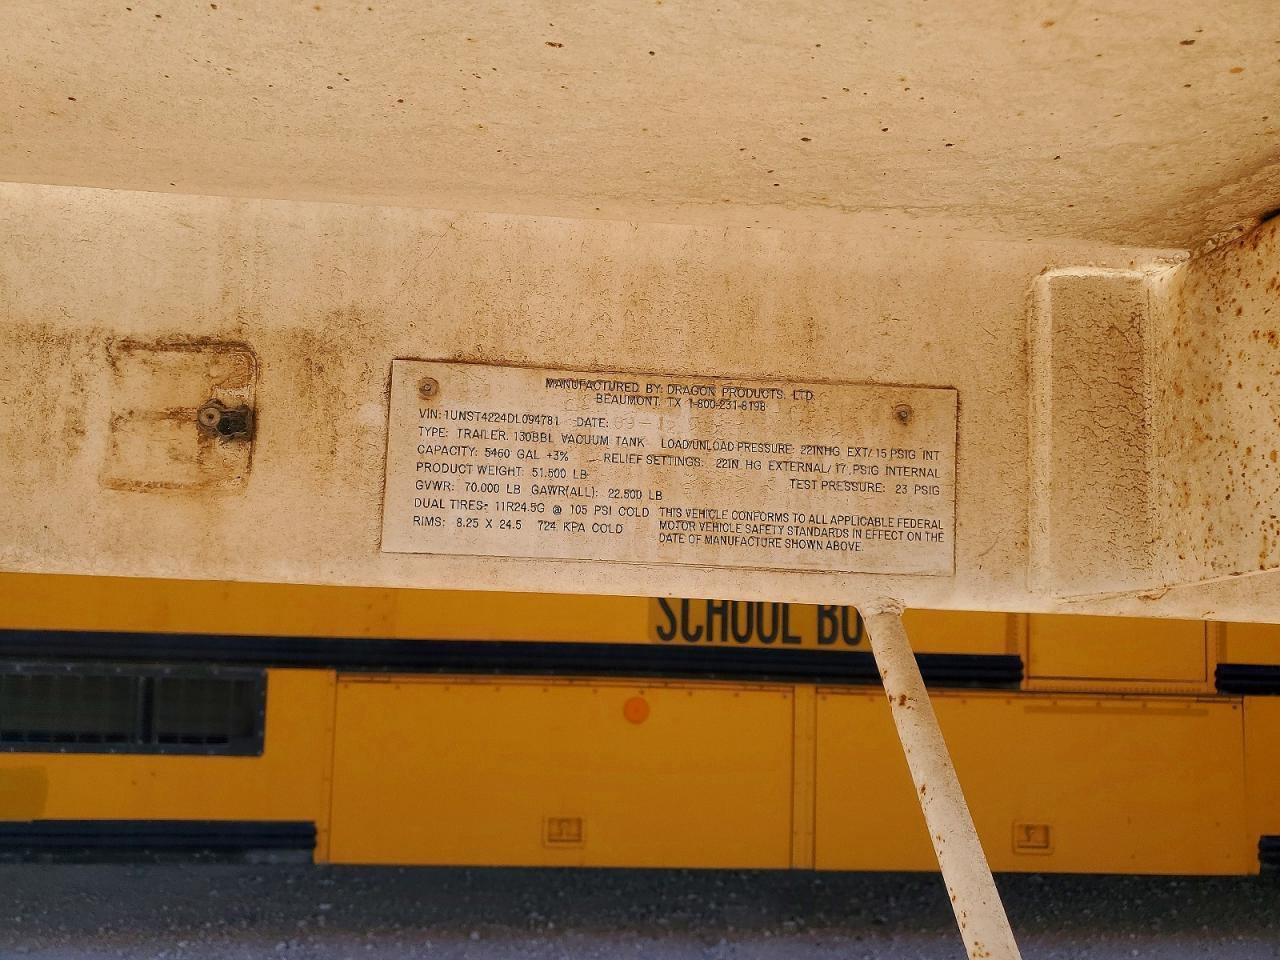 MANUFACTURED BY: DRAGON PRODUCTS, LTD.
BEAUMONT, TX 1-800-231-8198
VIN: 1UNST4224DL094781 DATE:
TYPE: TRAILER, 130BBL VACUUM TANK LOAD/UNLOAD PRESSURE: 22INHG EXT/15 PSIG INT
CAPACITY: 5460 GAL +3% RELIEF SETTINGS: 22IN HG EXTERNAL/17 PSIG INTERNAL
PRODUCT WEIGHT: 51,500 LB TEST PRESSURE: 23 PSIG
GVWR: 70,000 LB GAWR(ALL): 22,500 LB
DUAL TIRES- 11R24.5G @ 105 PSI COLD THIS VEHICLE CONFORMS TO ALL APPLICABLE FEDERAL
RIMS: 8.25 X 24.5 724 KPA COLD MOTOR VEHICLE SAFETY STANDARDS IN EFFECT ON THE
DATE OF MANUFACTURE SHOWN ABOVE.
SCHOOL BU